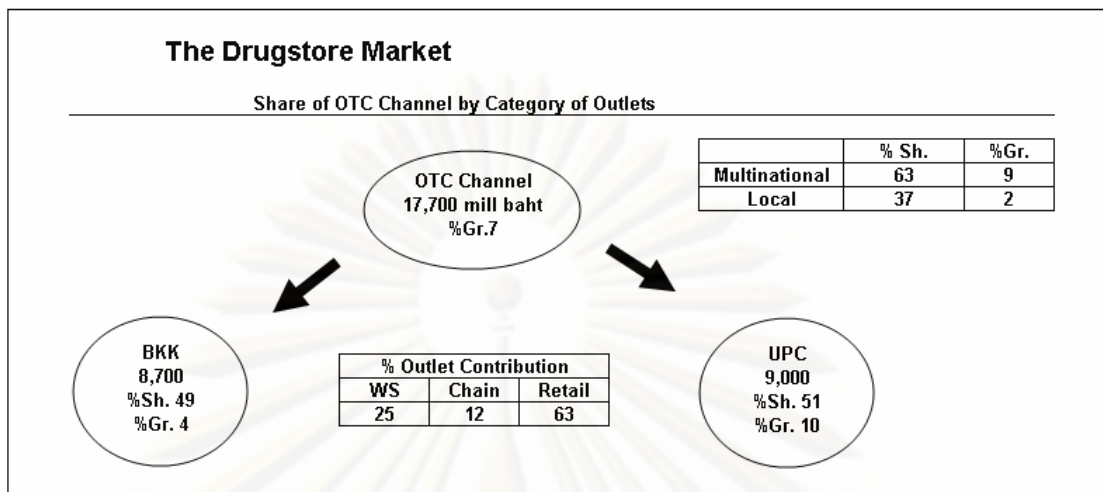 The Drugstore Market
Share of OTC Channel by Category of Outlets
% Sh. %Gr.
Multinational 63 9
Local 37 2
OTC Channel
17,700 mill baht
%Gr.7
BKK
8,700
%Sh. 49
%Gr. 4
% Outlet Contribution
WS Chain Retail
25 12 63
UPC
9,000
%Sh. 51
%Gr. 10